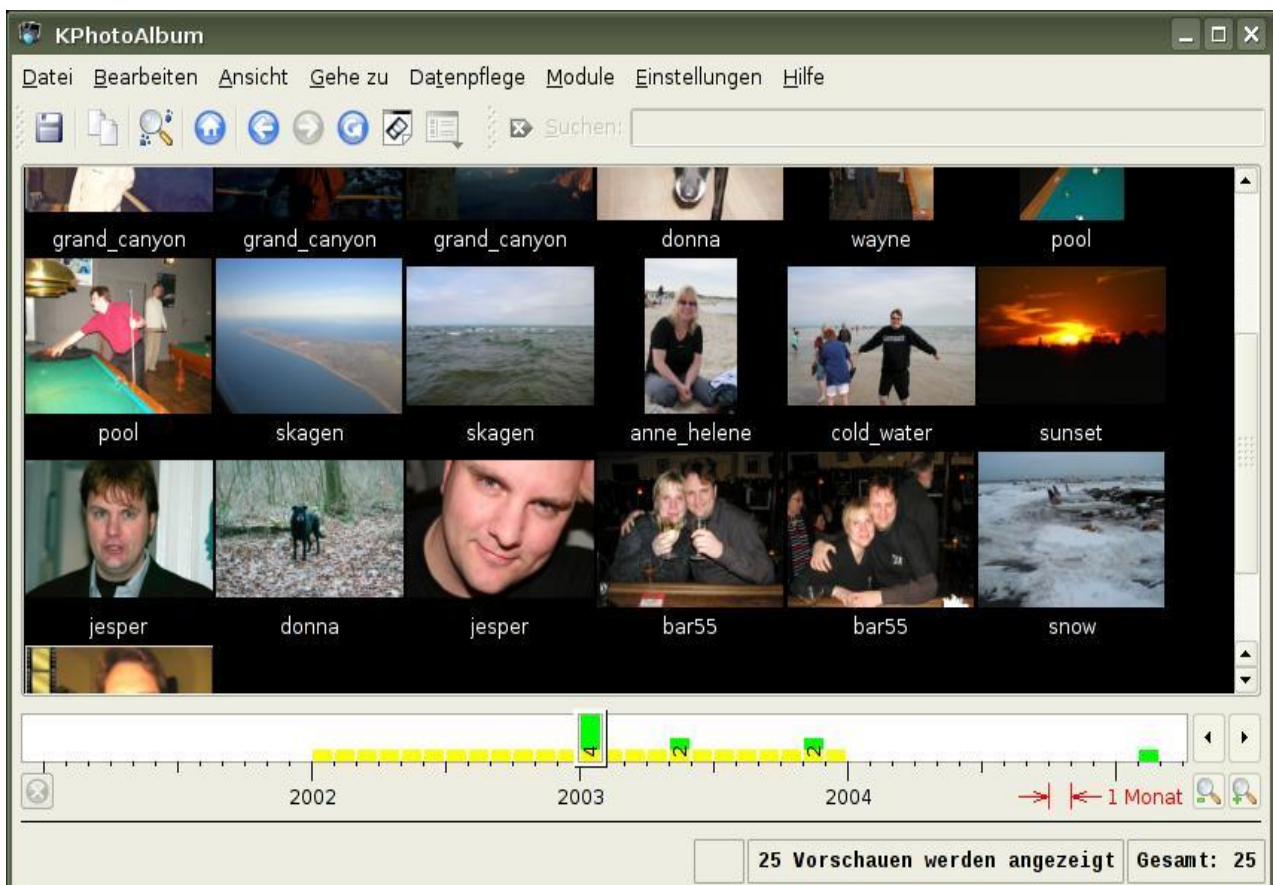 KPhotoAlbum
Datei Bearbeiten Ansicht Gehe zu Datenpflege Module Einstellungen Hilfe
Suchen:
grand_canyon grand_canyon grand_canyon donna wayne pool
pool skagen skagen anne_helene cold_water sunset
jesper donna jesper bar55 bar55 snow
4 2 2
2002 2003 2004 1 Monat
25 Vorschauen werden angezeigt Gesamt: 25